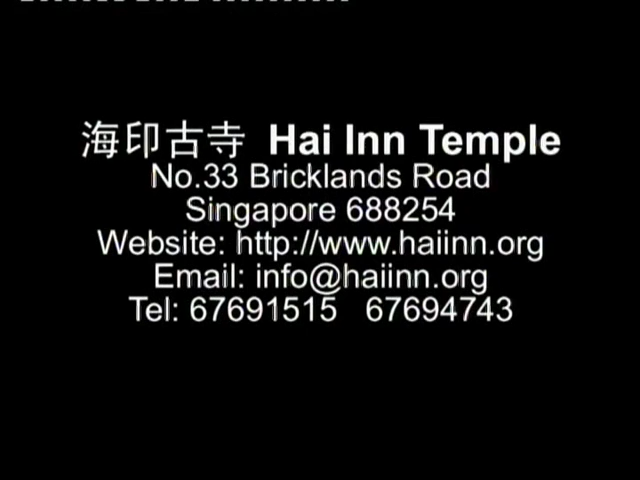 海印古寺 Hai Inn Temple
No.33 Bricklands Road
Singapore 688254
Website: http://www.haiinn.org
Email: info@haiinn.org
Tel: 67691515 67694743